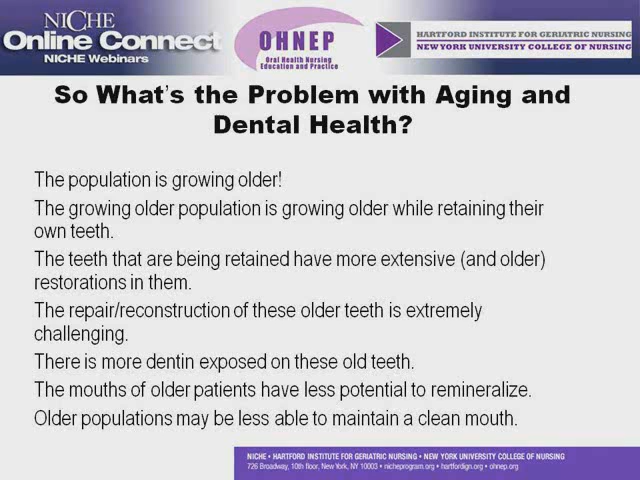 NICHE
Online Connect
NICHE Webinars
OHNEP
Oral Health Nursing
Education and Practice
HARTFORD INSTITUTE FOR GERIATRIC NURSING
NEW YORK UNIVERSITY COLLEGE OF NURSING
So What's the Problem with Aging and
Dental Health?
The population is growing older!
The growing older population is growing older while retaining their
own teeth.
The teeth that are being retained have more extensive (and older)
restorations in them.
The repair/reconstruction of these older teeth is extremely
challenging.
There is more dentin exposed on these old teeth.
The mouths of older patients have less potential to remineralize.
Older populations may be less able to maintain a clean mouth.
NICHE • HARTFORD INSTITUTE FOR GERIATRIC NURSING • NEW YORK UNIVERSITY COLLEGE OF NURSING
726 Broadway, 10th floor, New York, NY 10003 • nicheprogram.org • hartfordign.org • ohnep.org